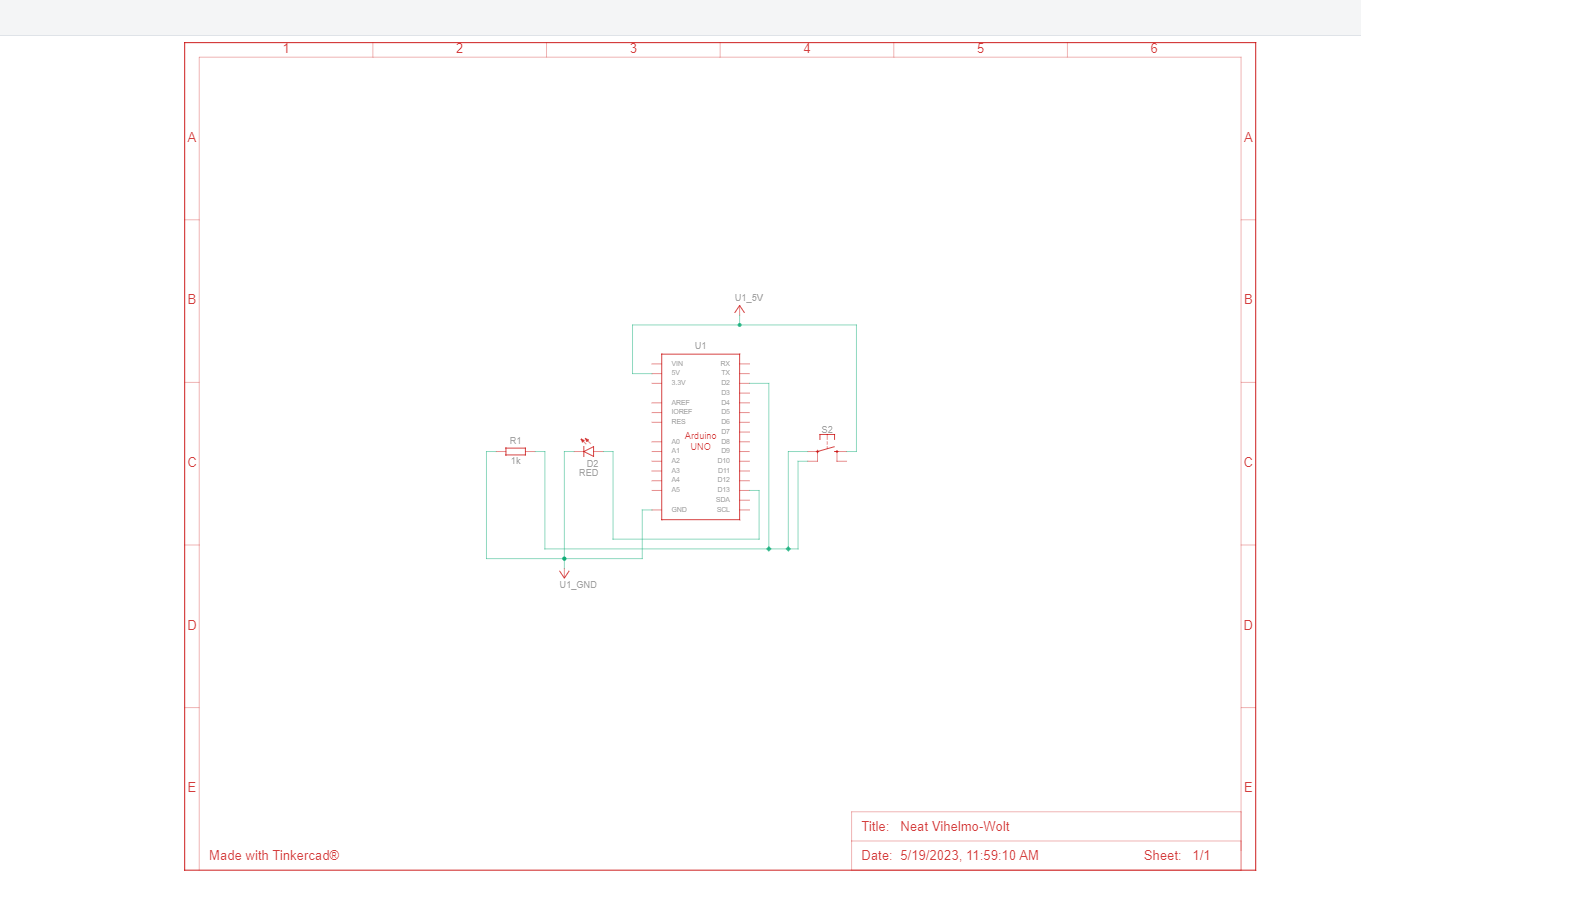 1 2 3 4 5 6
A A
B B
U1_5V
U1
VIN RX
5V TX
3.3V D2
D3
AREF D4
IOREF D5
RES D6
D7
Arduino
UNO
A0 D8
A1 D9
A2 D10
A3 D11
A4 D12
A5 D13
SDA
GND SCL
S2
R1
1k
D2
RED
C C
U1_GND
D D
E E
Title: Neat Vihelmo-Wolt
Made with Tinkercad®
Date: 5/19/2023, 11:59:10 AM Sheet: 1/1